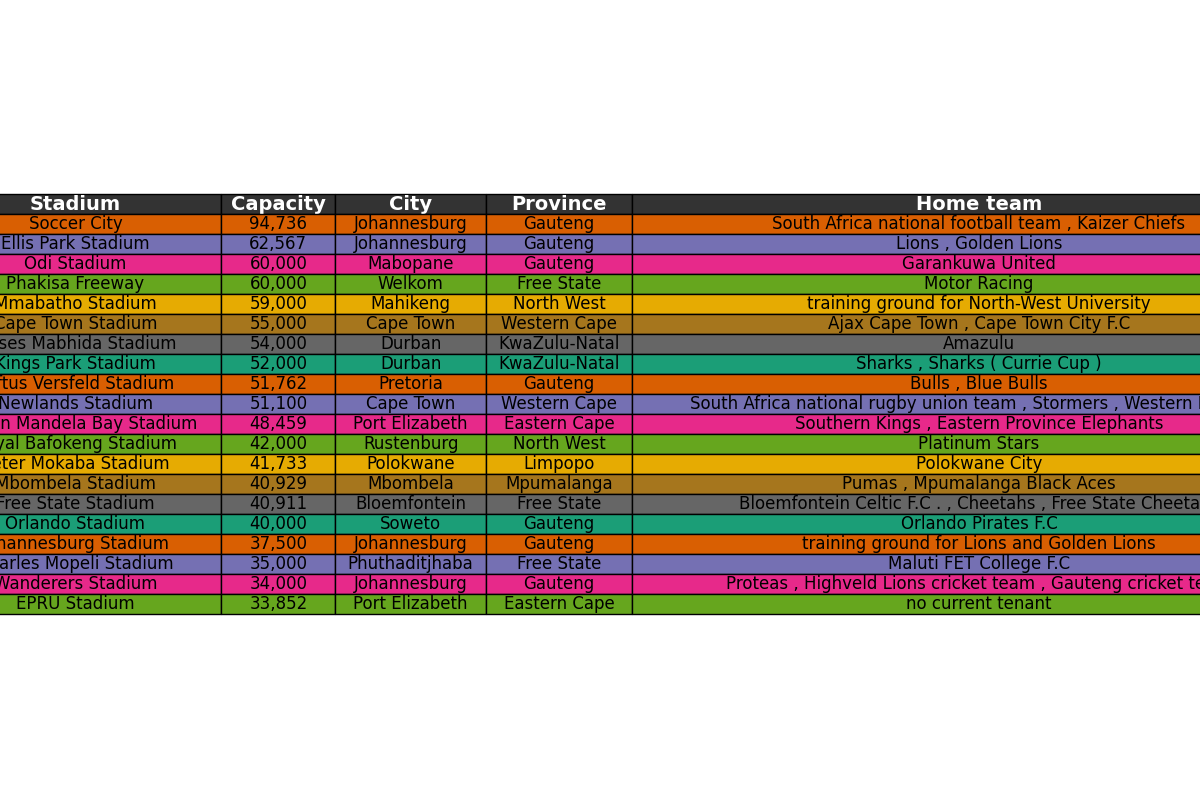 Stadium Capacity City Province Home team
Soccer City 94,736 Johannesburg Gauteng South Africa national football team , Kaizer Chiefs
Ellis Park Stadium 62,567 Johannesburg Gauteng Lions , Golden Lions
Odi Stadium 60,000 Mabopane Gauteng Garankuwa United
Phakisa Freeway 60,000 Welkom Free State Motor Racing
Mmabatho Stadium 59,000 Mahikeng North West training ground for North-West University
Cape Town Stadium 55,000 Cape Town Western Cape Ajax Cape Town , Cape Town City F.C
Mabhida Stadium 54,000 Durban KwaZulu-Natal Amazulu
Kings Park Stadium 52,000 Durban KwaZulu-Natal Sharks , Sharks ( Currie Cup )
Versfeld Stadium 51,762 Pretoria Gauteng Bulls , Blue Bulls
Newlands Stadium 51,100 Cape Town Western Cape South Africa national rugby union team , Stormers , Western
Mandela Bay Stadium 48,459 Port Elizabeth Eastern Cape Southern Kings , Eastern Province Elephants
Bafokeng Stadium 42,000 Rustenburg North West Platinum Stars
Mokaba Stadium 41,733 Polokwane Limpopo Polokwane City
Mbombela Stadium 40,929 Mbombela Mpumalanga Pumas , Mpumalanga Black Aces
Free State Stadium 40,911 Bloemfontein Free State Bloemfontein Celtic F.C . , Cheetahs , Free State
Orlando Stadium 40,000 Soweto Gauteng Orlando Pirates F.C
Stadium 37,500 Johannesburg Gauteng training ground for Lions and Golden Lions
Mopeli Stadium 35,000 Phuthaditjhaba Free State Maluti FET College F.C
Wanderers Stadium 34,000 Johannesburg Gauteng Proteas , Highveld Lions cricket team , Gauteng cricket
EPRU Stadium 33,852 Port Elizabeth Eastern Cape no current tenant